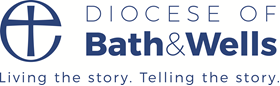 DIOCESE OF
Bath&Wells
Living the story. Telling the story.